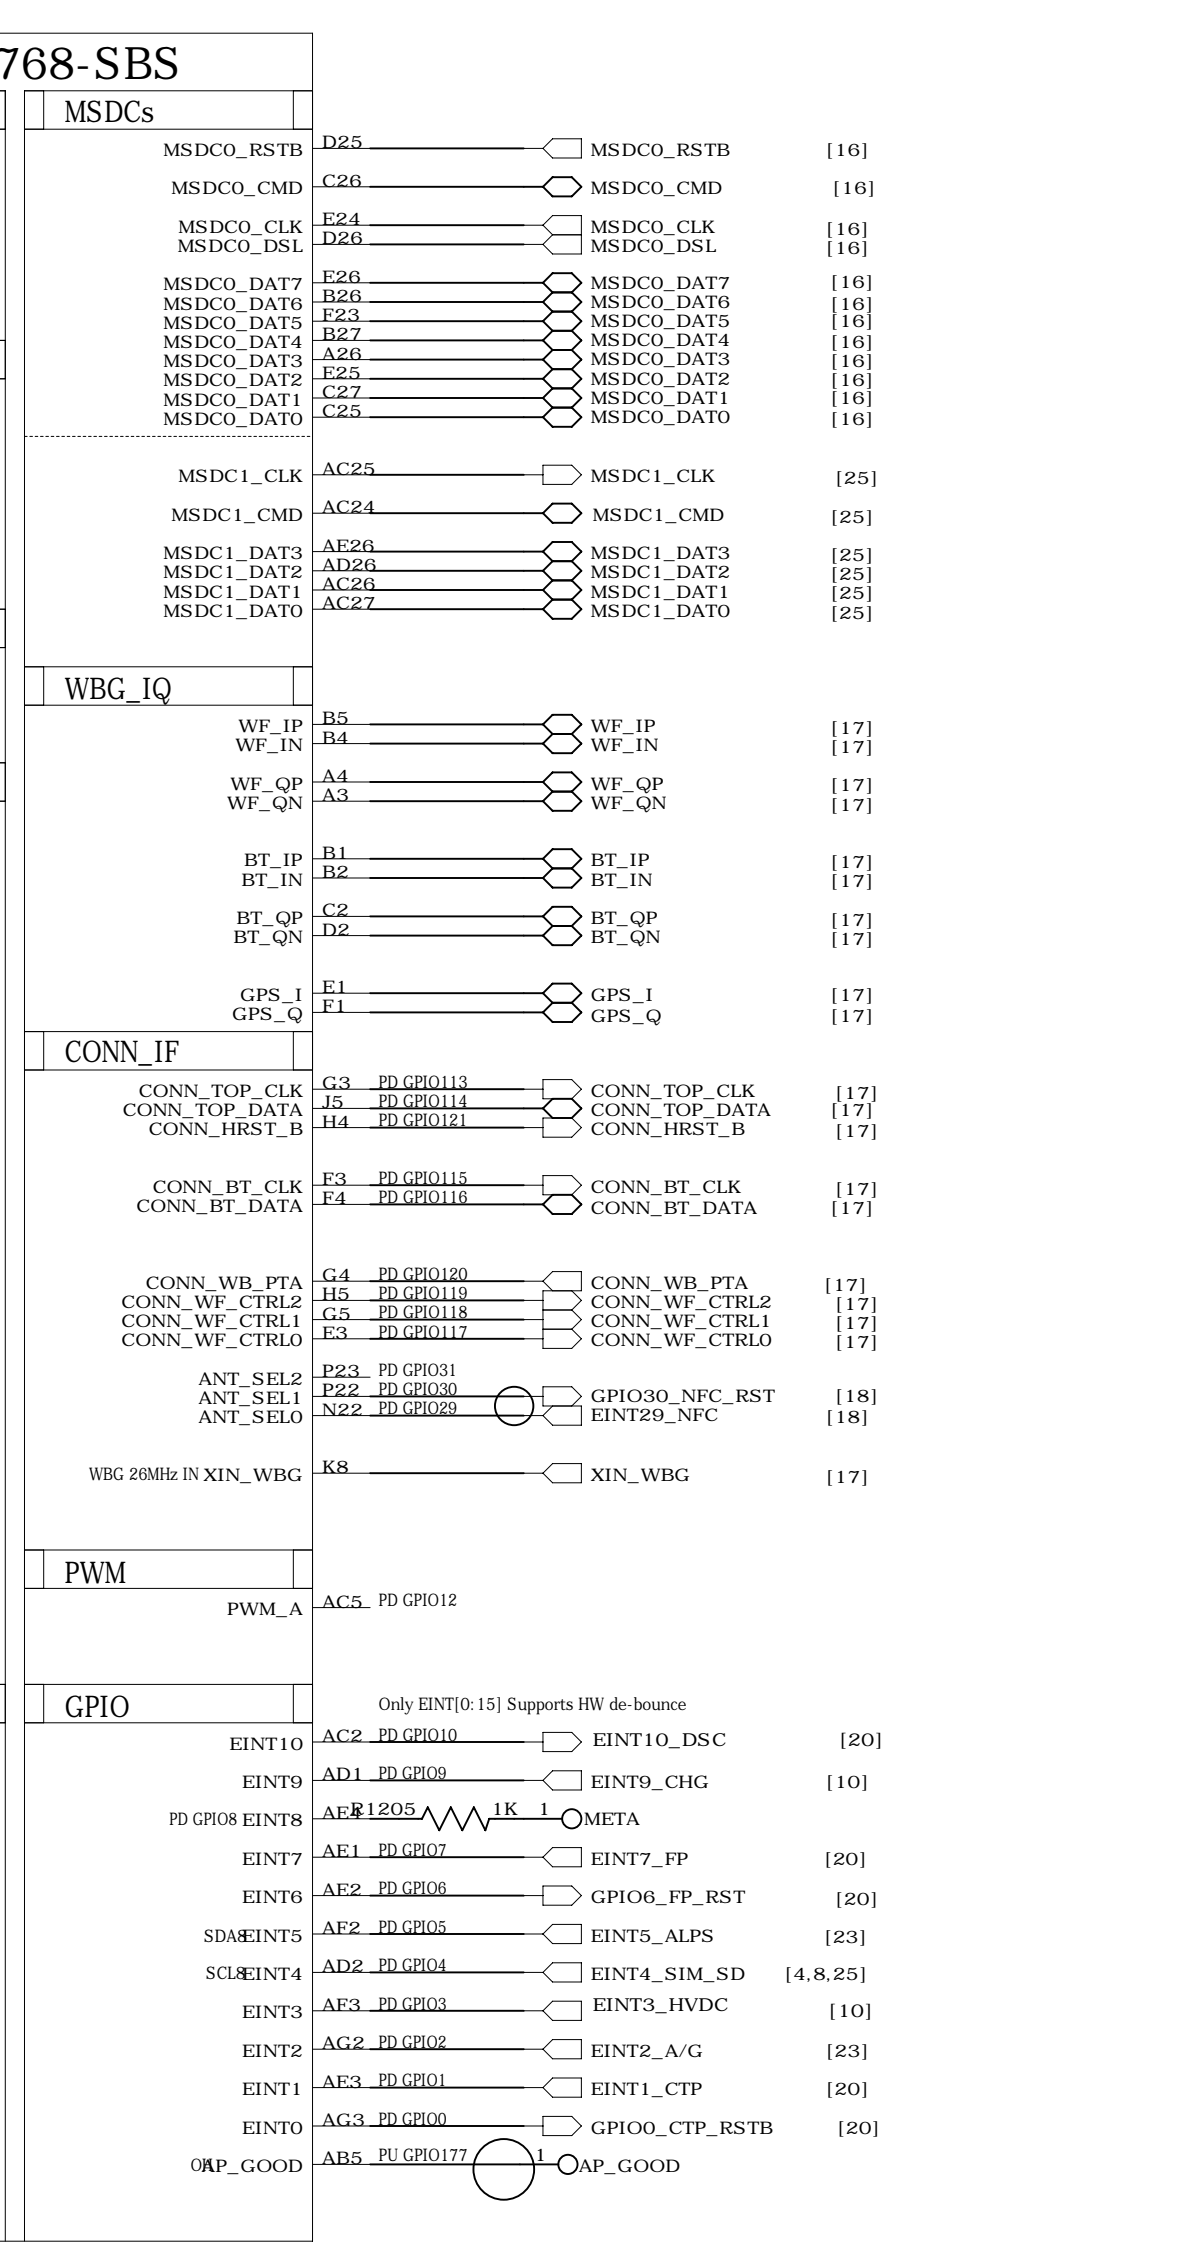 768-SBS
MSDCs
MSDC0_RSTB D25 MSDC0_RSTB [16]
MSDC0_CMD C26 MSDC0_CMD [16]
MSDC0_CLK E24 MSDC0_CLK [16]
MSDC0_DSL D26 MSDC0_DSL [16]
MSDC0_DAT7 E26 MSDC0_DAT7 [16]
MSDC0_DAT6 B26 MSDC0_DAT6 [16]
MSDC0_DAT5 F23 MSDC0_DAT5 [16]
MSDC0_DAT4 B27 MSDC0_DAT4 [16]
MSDC0_DAT3 A26 MSDC0_DAT3 [16]
MSDC0_DAT2 E25 MSDC0_DAT2 [16]
MSDC0_DAT1 C27 MSDC0_DAT1 [16]
MSDC0_DAT0 C25 MSDC0_DAT0 [16]
MSDC1_CLK AC25 MSDC1_CLK [25]
MSDC1_CMD AC24 MSDC1_CMD [25]
MSDC1_DAT3 AE26 MSDC1_DAT3 [25]
MSDC1_DAT2 AD26 MSDC1_DAT2 [25]
MSDC1_DAT1 AC26 MSDC1_DAT1 [25]
MSDC1_DAT0 AC27 MSDC1_DAT0 [25]
WBG_IQ
WF_IP B5 WF_IP [17]
WF_IN B4 WF_IN [17]
WF_QP A4 WF_QP [17]
WF_QN A3 WF_QN [17]
BT_IP B1 BT_IP [17]
BT_IN B2 BT_IN [17]
BT_QP C2 BT_QP [17]
BT_QN D2 BT_QN [17]
GPS_I E1 GPS_I [17]
GPS_Q F1 GPS_Q [17]
CONN_IF
CONN_TOP_CLK G3 PD GPIO113 CONN_TOP_CLK [17]
CONN_TOP_DATA J5 PD GPIO114 CONN_TOP_DATA [17]
CONN_HRST_B H4 PD GPIO121 CONN_HRST_B [17]
CONN_BT_CLK F3 PD GPIO115 CONN_BT_CLK [17]
CONN_BT_DATA F4 PD GPIO116 CONN_BT_DATA [17]
CONN_WB_PTA G4 PD GPIO120 CONN_WB_PTA [17]
CONN_WF_CTRL2 H5 PD GPIO119 CONN_WF_CTRL2 [17]
CONN_WF_CTRL1 G5 PD GPIO118 CONN_WF_CTRL1 [17]
CONN_WF_CTRL0 E3 PD GPIO117 CONN_WF_CTRL0 [17]
ANT_SEL2 P23 PD GPIO31
ANT_SEL1 P22 PD GPIO30 GPIO30_NFC_RST [18]
ANT_SEL0 N22 PD GPIO29 EINT29_NFC [18]
WBG 26MHz IN XIN_WBG K8 XIN_WBG [17]
PWM
PWM_A AC5 PD GPIO12
GPIO Only EINT[0:15] Supports HW de-bounce
EINT10 AC2 PD GPIO10 EINT10_DSC [20]
EINT9 AD1 PD GPIO9 EINT9_CHG [10]
PD GPIO8 EINT8 AE4 R1205 1K 1 META
EINT7 AE1 PD GPIO7 EINT7_FP [20]
EINT6 AE2 PD GPIO6 GPIO6_FP_RST [20]
SDA8 EINT5 AF2 PD GPIO5 EINT5_ALPS [23]
SCL8 EINT4 AD2 PD GPIO4 EINT4_SIM_SD [4,8,25]
EINT3 AF3 PD GPIO3 EINT3_HVDC [10]
EINT2 AG2 PD GPIO2 EINT2_A/G [23]
EINT1 AE3 PD GPIO1 EINT1_CTP [20]
EINT0 AG3 PD GPIO0 GPIO0_CTP_RSTB [20]
AP_GOOD AB5 PU GPIO177 1 AP_GOOD